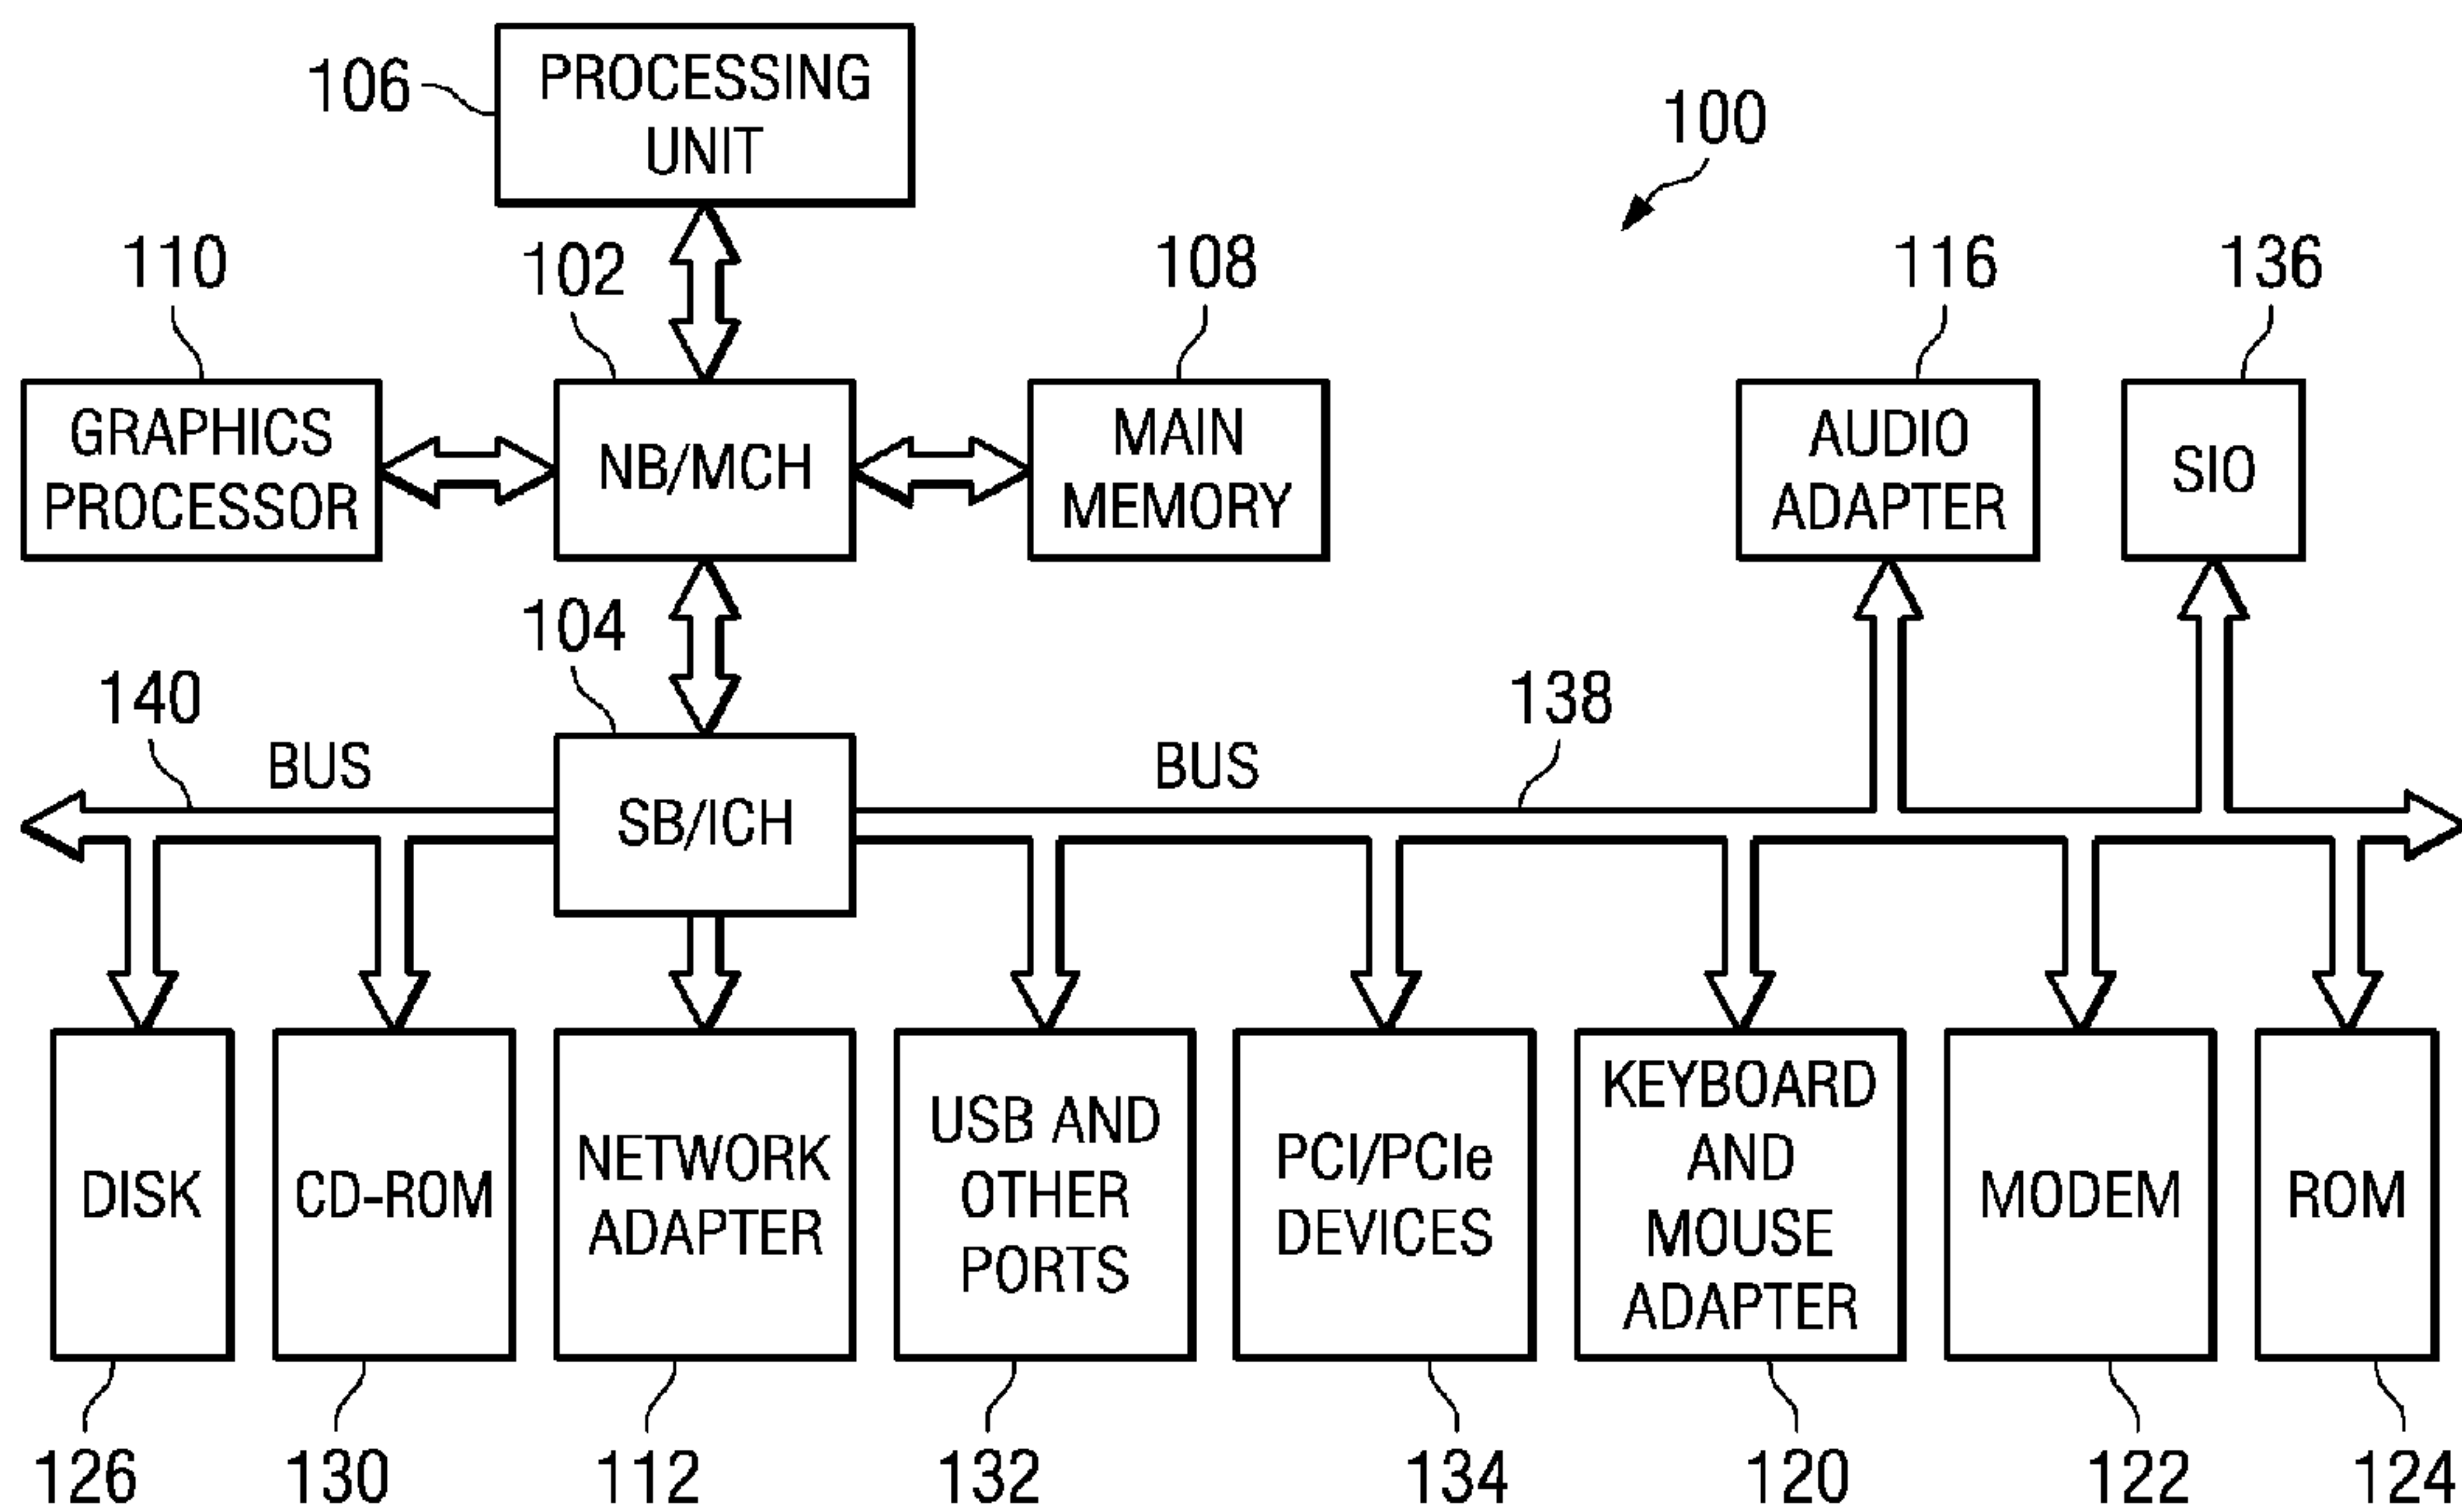 106
PROCESSING
UNIT
100
110
102
108
116
136
GRAPHICS
PROCESSOR
NB/MCH
MAIN
MEMORY
AUDIO
ADAPTER
SIO
104
140
BUS
SB/ICH
BUS
138
DISK
CD-ROM
NETWORK
ADAPTER
USB AND
OTHER
PORTS
PCI/PCIe
DEVICES
KEYBOARD
AND
MOUSE
ADAPTER
MODEM
ROM
126
130
112
132
134
120
122
124